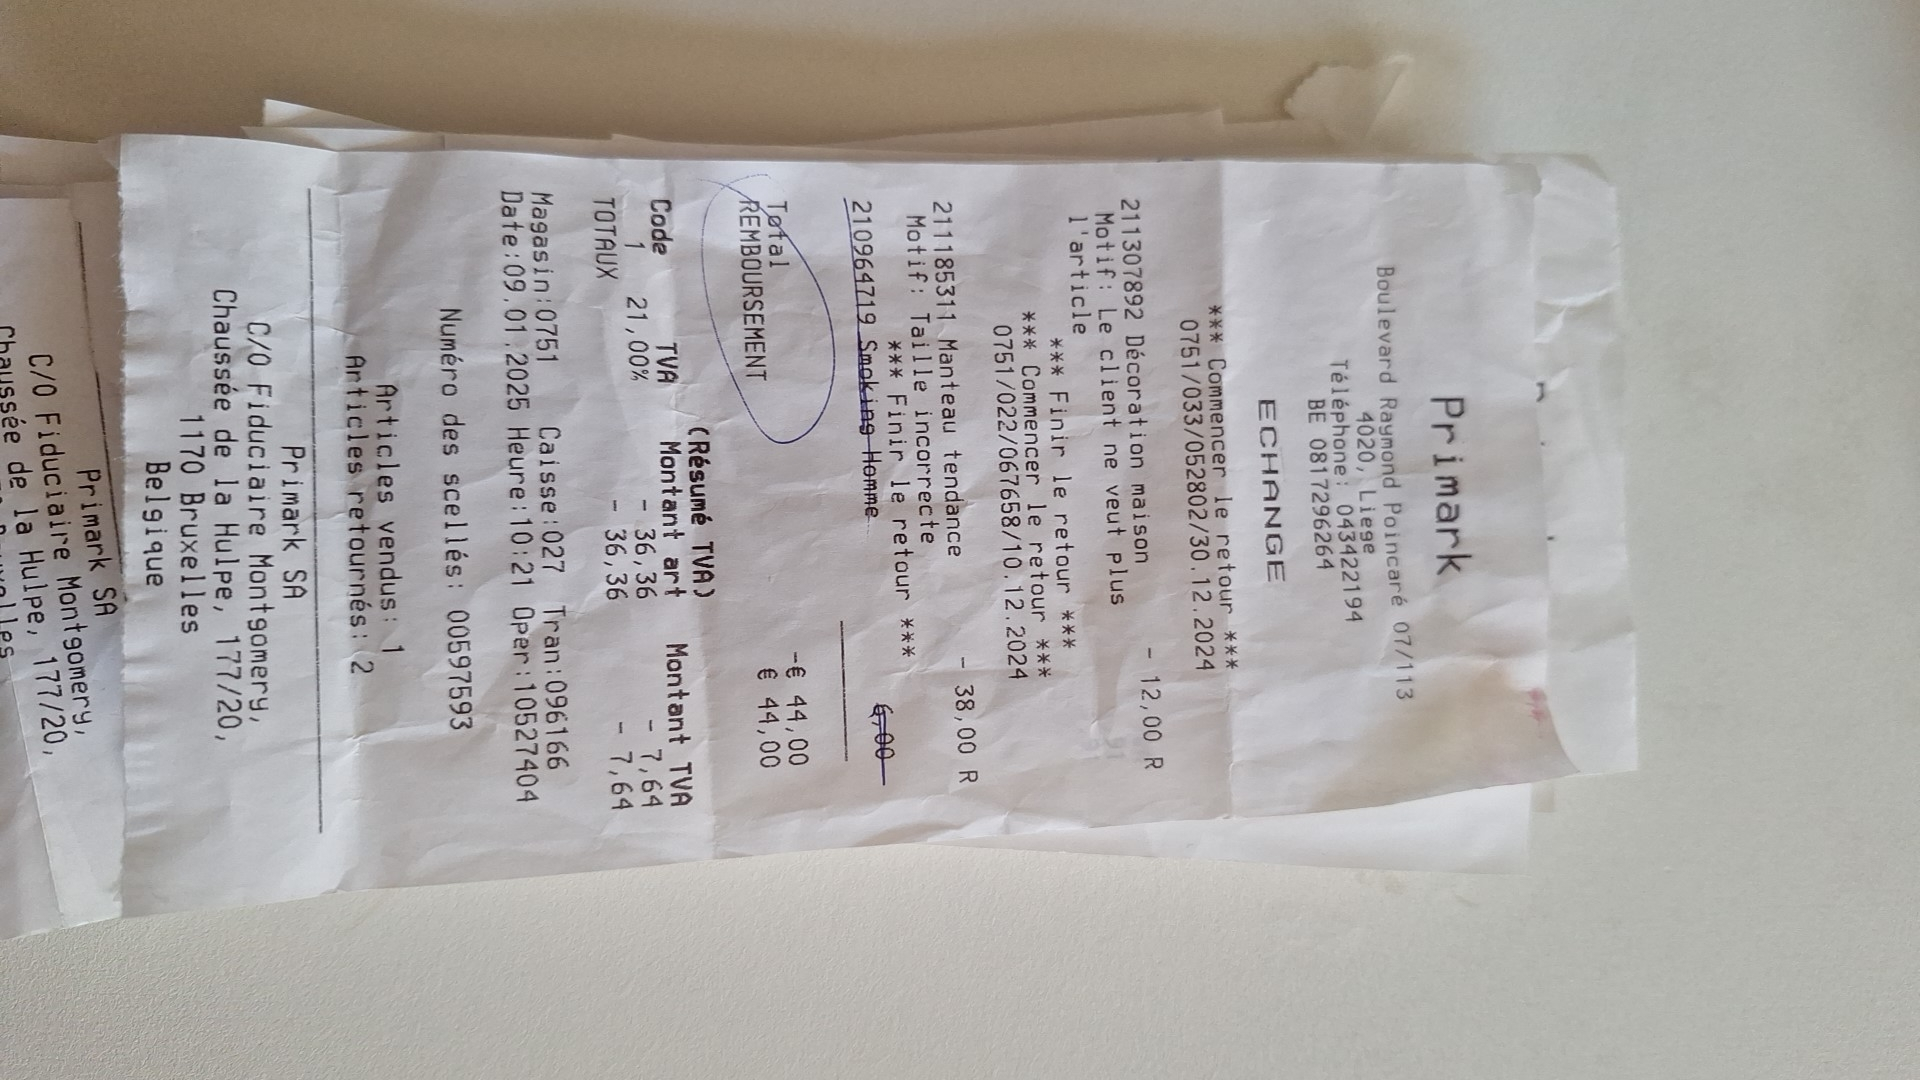 Primark
Boulevard Raymond Poincaré 07/113
4020, Liege
Téléphone: 043422194
BE 0817296264
ECHANGE
*** Commencer le retour ***
0751/033/052802/30.12.2024
211307892 Décoration maison - 12,00 R
Motif: Le client ne veut plus
l'article
*** Finir le retour ***
*** Commencer le retour ***
0751/022/067658/10.12.2024
211185311 Manteau tendance - 38,00 R
Motif: Taille incorrecte
*** Finir le retour ***
210964719 Smoking Homme 6,00
Total -€ 44,00
REMBOURSEMENT € 44,00
(Résumé TVA)
Code TVA Montant art Montant TVA
1 21,00% - 36,36 - 7,64
TOTAUX - 36,36 - 7,64
Magasin:0751 Caisse:027 Tran:096166
Date:09.01.2025 Heure:10:21 Oper:10527404
Numéro des scellés: 00597593
Articles vendus: 1
Articles retournés: 2
Primark SA
C/O Fiduciaire Montgomery,
Chaussée de la Hulpe, 177/20,
1170 Bruxelles
Belgique
Primark SA
C/O Fiduciaire Montgomery,
Chaussée de la Hulpe, 177/20,